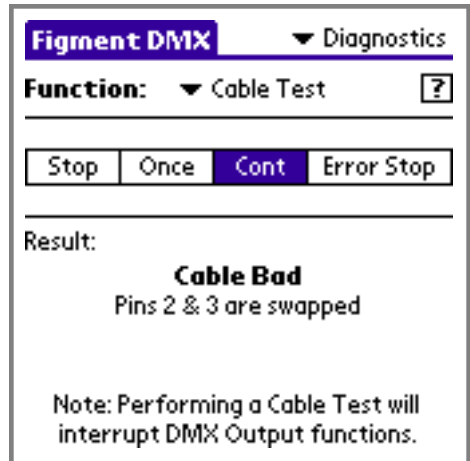 Figment DMX Diagnostics
Function: Cable Test ?
Stop Once Cont Error Stop
Result:
Cable Bad
Pins 2 & 3 are swapped
Note: Performing a Cable Test will
interrupt DMX Output functions.